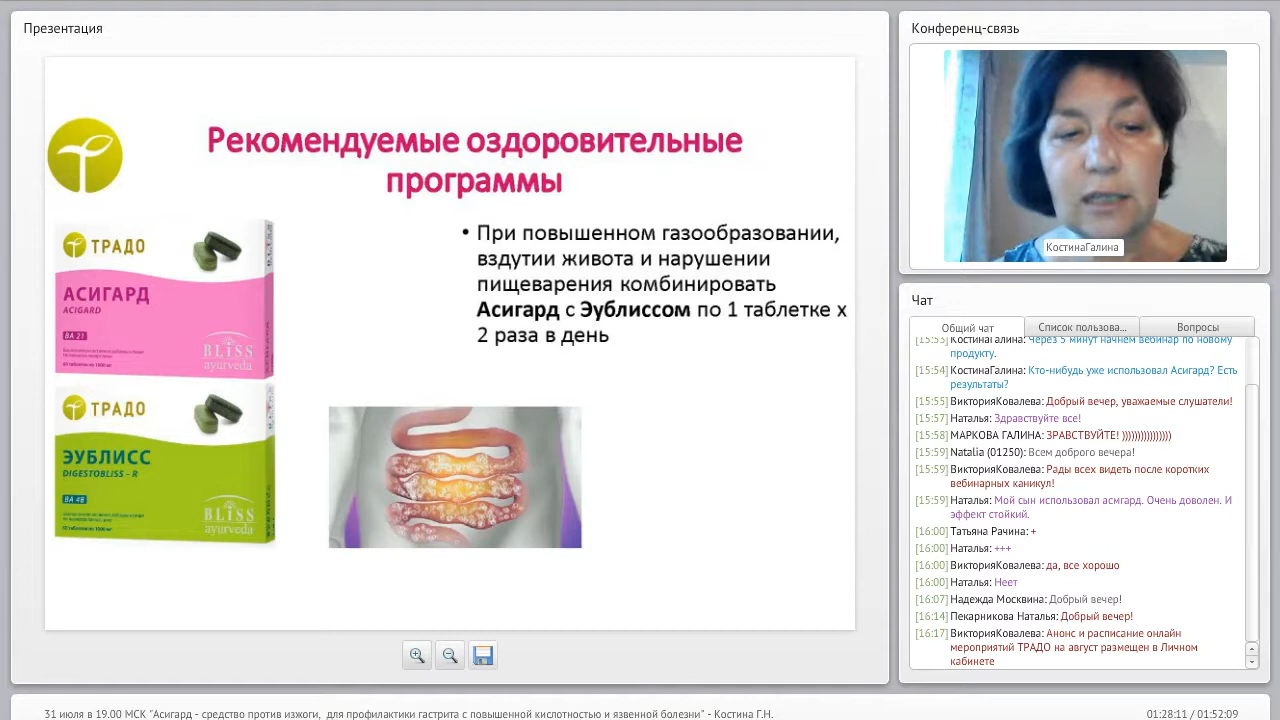 Презентация
Рекомендуемые оздоровительные
программы
ТРАДО
АСИГАРД
ACIGARD
ВА 21
BLISS
ayurveda
ТРАДО
ЭУБЛИСС
DIGESTOBLISS - R
ВА 48
BLISS
ayurveda
• При повышенном газообразовании,
вздутии живота и нарушении
пищеварения комбинировать
Асигард с Эублиссом по 1 таблетке х
2 раза в день
Конференц-связь
КостинаГалина
Чат
Общий чат
Список пользова...
Вопросы
[15:53] КостинаГалина: Через 5 минут начнем вебинар по новому
продукту.
[15:54] КостинаГалина: Кто-нибудь уже использовал Асигард? Есть
результаты?
[15:55] ВикторияКовалева: Добрый вечер, уважаемые слушатели!
[15:57] Наталья: Здравствуйте все!
[15:58] МАРКОВА ГАЛИНА: ЗРАВСТВУЙТЕ! ))))))))))))))))
[15:59] Natalia (01250): Всем доброго вечера!
[15:59] ВикторияКовалева: Рады всех видеть после коротких
вебинарных каникул!
[15:59] Наталья: Мой сын использовал асмгард. Очень доволен. И
эффект стойкий.
[16:00] Татьяна Рачина: +
[16:00] Наталья: +++
[16:00] ВикторияКовалева: да, все хорошо
[16:00] Наталья: Неет
[16:07] Надежда Москвина: Добрый вечер!
[16:14] Пекарникова Наталья: Добрый вечер!
[16:17] ВикторияКовалева: Анонс и расписание онлайн
мероприятий ТРАДО на август размещен в Личном
кабинете
31 июля в 19.00 МСК "Асигард - средство против изжоги, для профилактики гастрита с повышенной кислотностью и язвенной болезни" - Костина Г.Н.
01:28:11 / 01:52:09